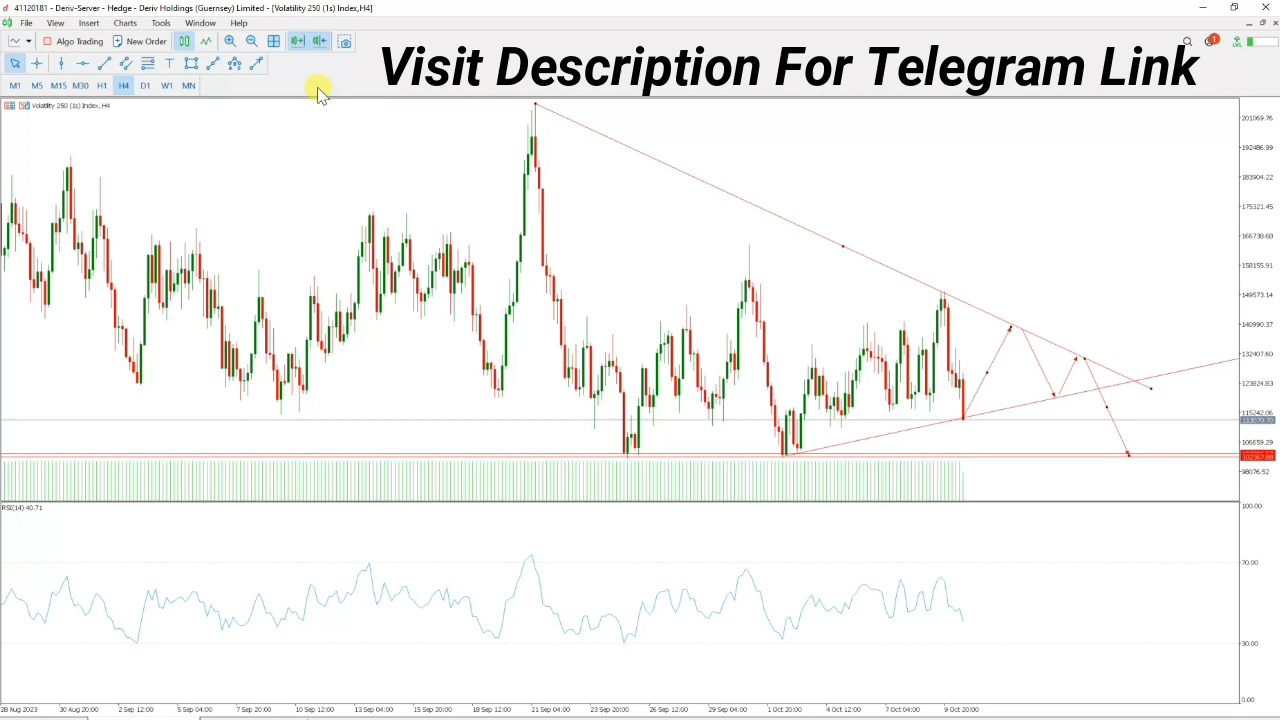 41120181 - Deriv-Server - Hedge - Deriv Holdings (Guernsey) Limited - [Volatility 250 (1s) Index,H4]
File View Insert Charts Tools Window Help
Algo Trading New Order
Visit Description For Telegram Link
1
M1 M5 M15 M30 H1 H4 D1 W1 MN
Volatility 250 (1s) Index, H4
201069.76
192486.99
183904.22
175321.45
166738.68
158155.91
149573.14
140990.37
132407.60
123824.83
115242.06
106659.29
102367.88
98076.52
RSI(14) 40.71
100.00
70.00
30.00
0.00
28 Aug 2023 30 Aug 20:00 2 Sep 12:00 5 Sep 04:00 7 Sep 20:00 10 Sep 12:00 13 Sep 04:00 15 Sep 20:00 18 Sep 12:00 21 Sep 04:00 23 Sep 20:00 26 Sep 12:00 29 Sep 04:00 1 Oct 20:00 4 Oct 12:00 7 Oct 04:00 9 Oct 20:00